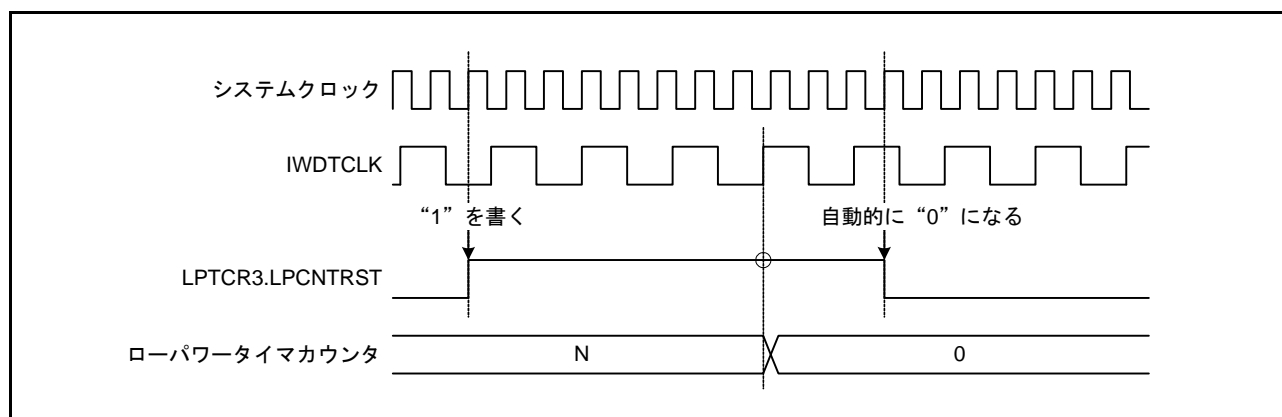 システムクロック
IWDTCLK
“1”を書く
自動的に“0”になる
LPTCR3.LPCNTRST
ローパワータイマカウンタ
N
0